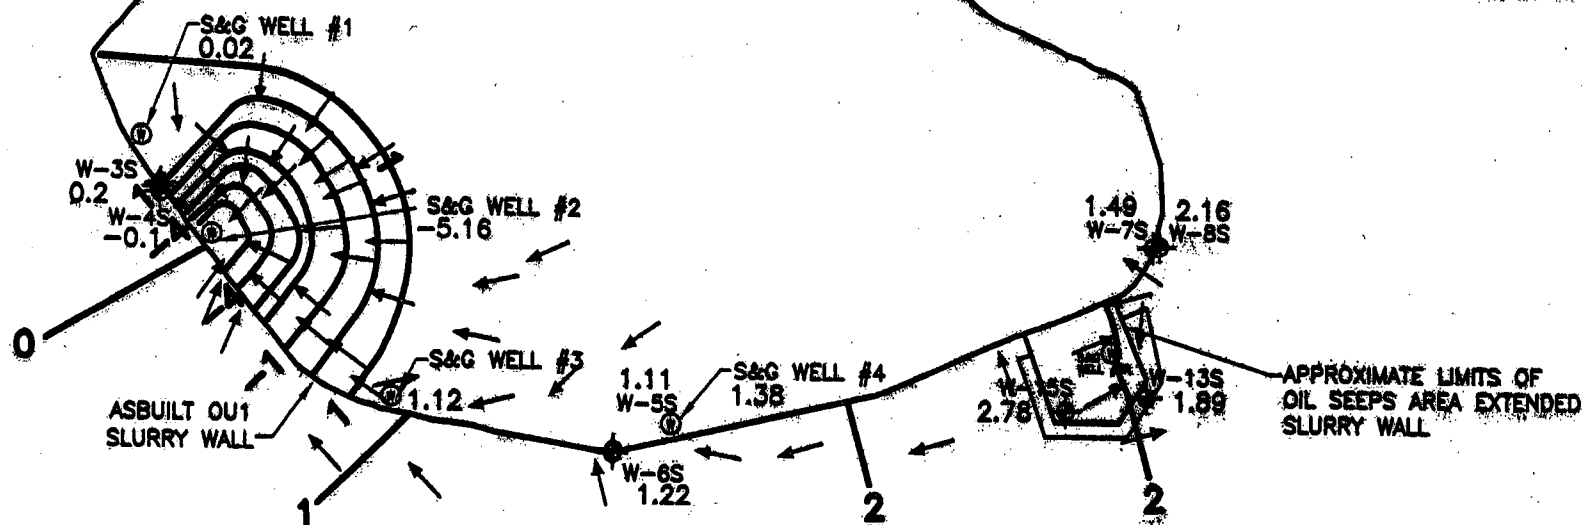 S&G WELL #1
0.02
W-3S
0.2
W-4S
-0.1
S&G WELL #2
-5.16
1.49
W-7S
2.16
W-8S
0
S&G WELL #3
1.12
1.11
W-5S
S&G WELL #4
1.38
W-6S
1.22
2.78
W-13S
1.89
APPROXIMATE LIMITS OF
OIL SEEPS AREA EXTENDED
SLURRY WALL
ASBUILT OU1
SLURRY WALL
1
2
2